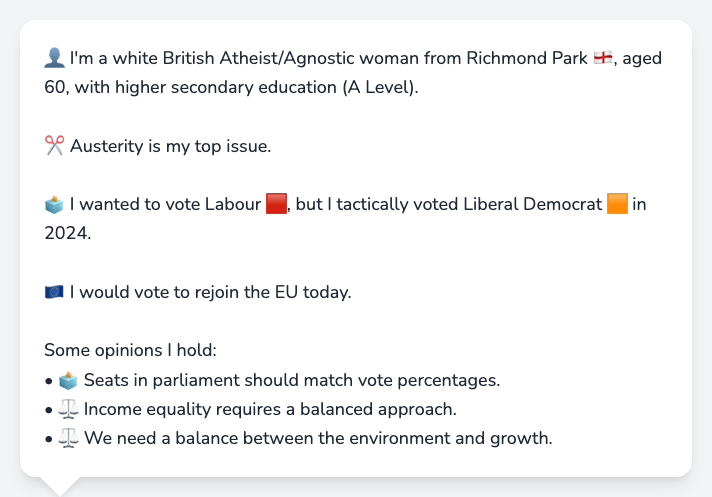 👤 I'm a white British Atheist/Agnostic woman from Richmond Park 🏴󠁧󠁢󠁥󠁮󠁧󠁿, aged
60, with higher secondary education (A Level).
✂️ Austerity is my top issue.
🗳️ I wanted to vote Labour 🟥, but I tactically voted Liberal Democrat 🟧 in
2024.
🇪🇺 I would vote to rejoin the EU today.
Some opinions I hold:
• 🗳️ Seats in parliament should match vote percentages.
• ⚖️ Income equality requires a balanced approach.
• ⚖️ We need a balance between the environment and growth.